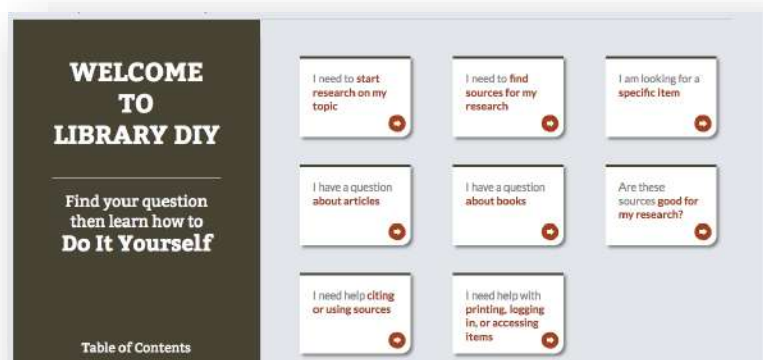 WELCOME
TO
LIBRARY DIY
Find your question
then learn how to
Do It Yourself
Table of Contents
I need to start
research on my
topic
I need to find
sources for my
research
I am looking for a
specific item
I have a question
about articles
I have a question
about books
Are these
sources good for
my research?
I need help citing
or using sources
I need help with
printing, logging
in, or accessing
items